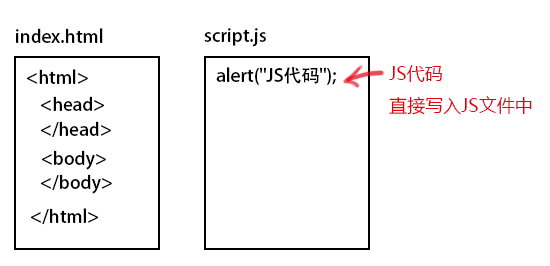 index.html
<html>
<head>
</head>
<body>
</body>
</html>
script.js
alert("JS代码");
JS代码
直接写入JS文件中